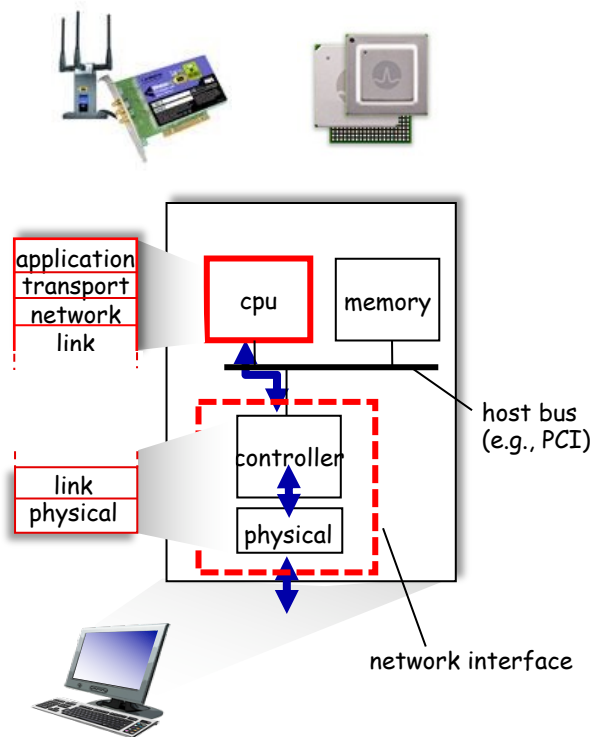 application
transport
network
link
cpu
memory
host bus
(e.g., PCI)
controller
link
physical
physical
network interface